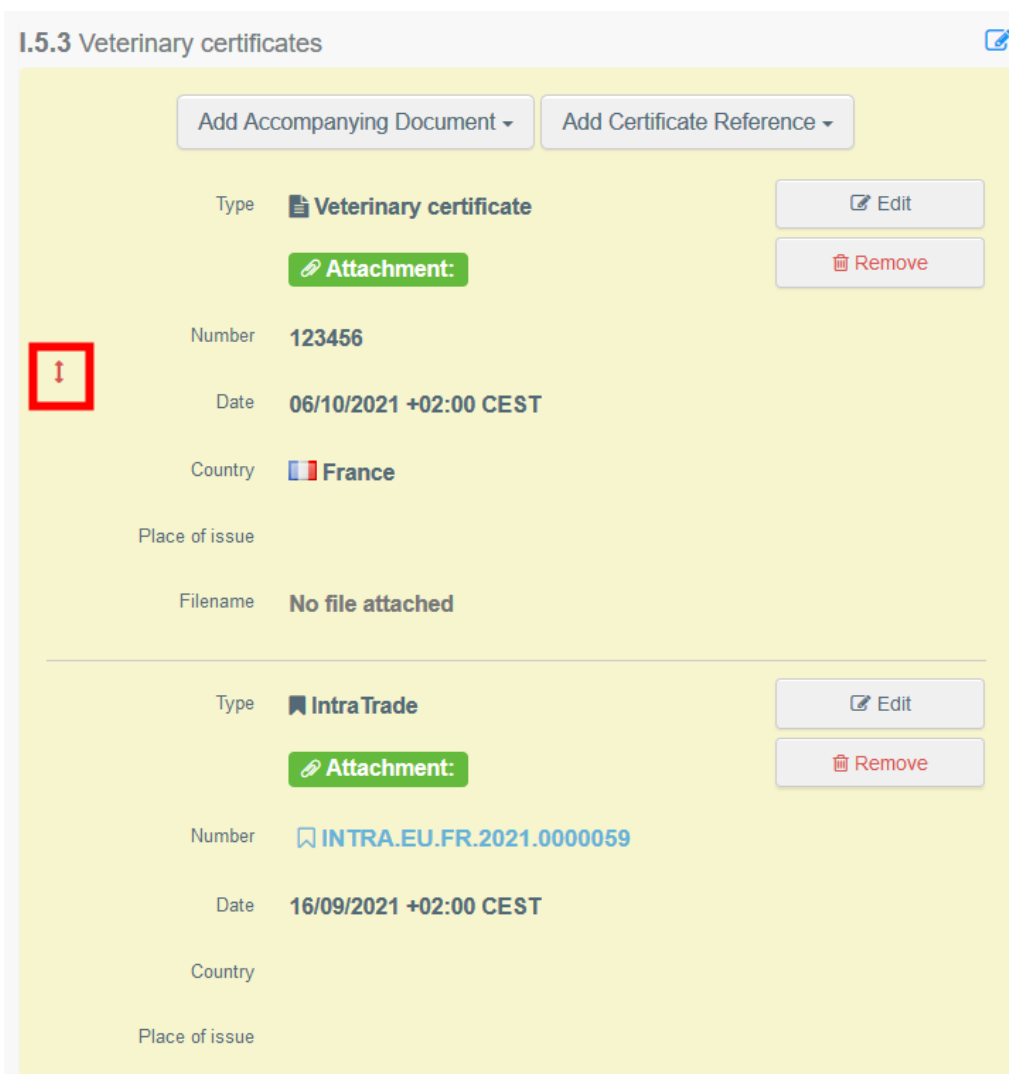 I.5.3 Veterinary certificates
Add Accompanying Document Add Certificate Reference
Type Veterinary certificate Edit
Attachment: Remove
Number 123456
Date 06/10/2021 +02:00 CEST
Country France
Place of issue
Filename No file attached
Type IntraTrade Edit
Attachment: Remove
Number INTRA.EU.FR.2021.0000059
Date 16/09/2021 +02:00 CEST
Country
Place of issue